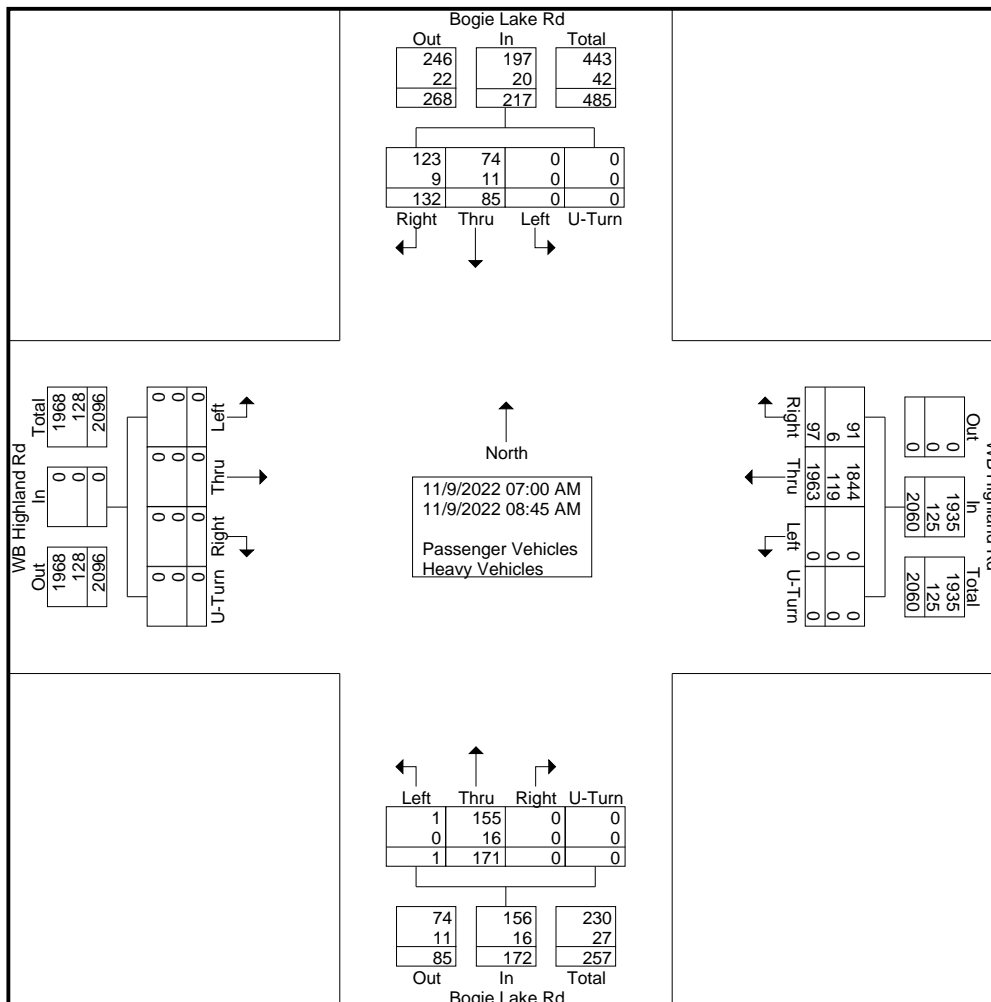 Bogie Lake Rd
Out In Total
246 197 443
22 20 42
268 217 485
123 74 0 0
9 11 0 0
132 85 0 0
Right Thru Left U-Turn
WB Highland Rd
Total In Out
1968 0 1968
128 0 128
2096 0 2096
0 0 0 0
0 0 0 0
0 0 0 0
Left Thru Right U-Turn
North
11/9/2022 07:00 AM
11/9/2022 08:45 AM
Passenger Vehicles
Heavy Vehicles
Right Thru Left U-Turn
91 1844 0 0
6 119 0 0
97 1963 0 0
Out In Total
0 1935 1935
0 125 125
0 2060 2060
WB Highland Rd
Left Thru Right U-Turn
1 155 0 0
0 16 0 0
1 171 0 0
74 156 230
11 16 27
85 172 257
Out In Total
Bogie Lake Rd